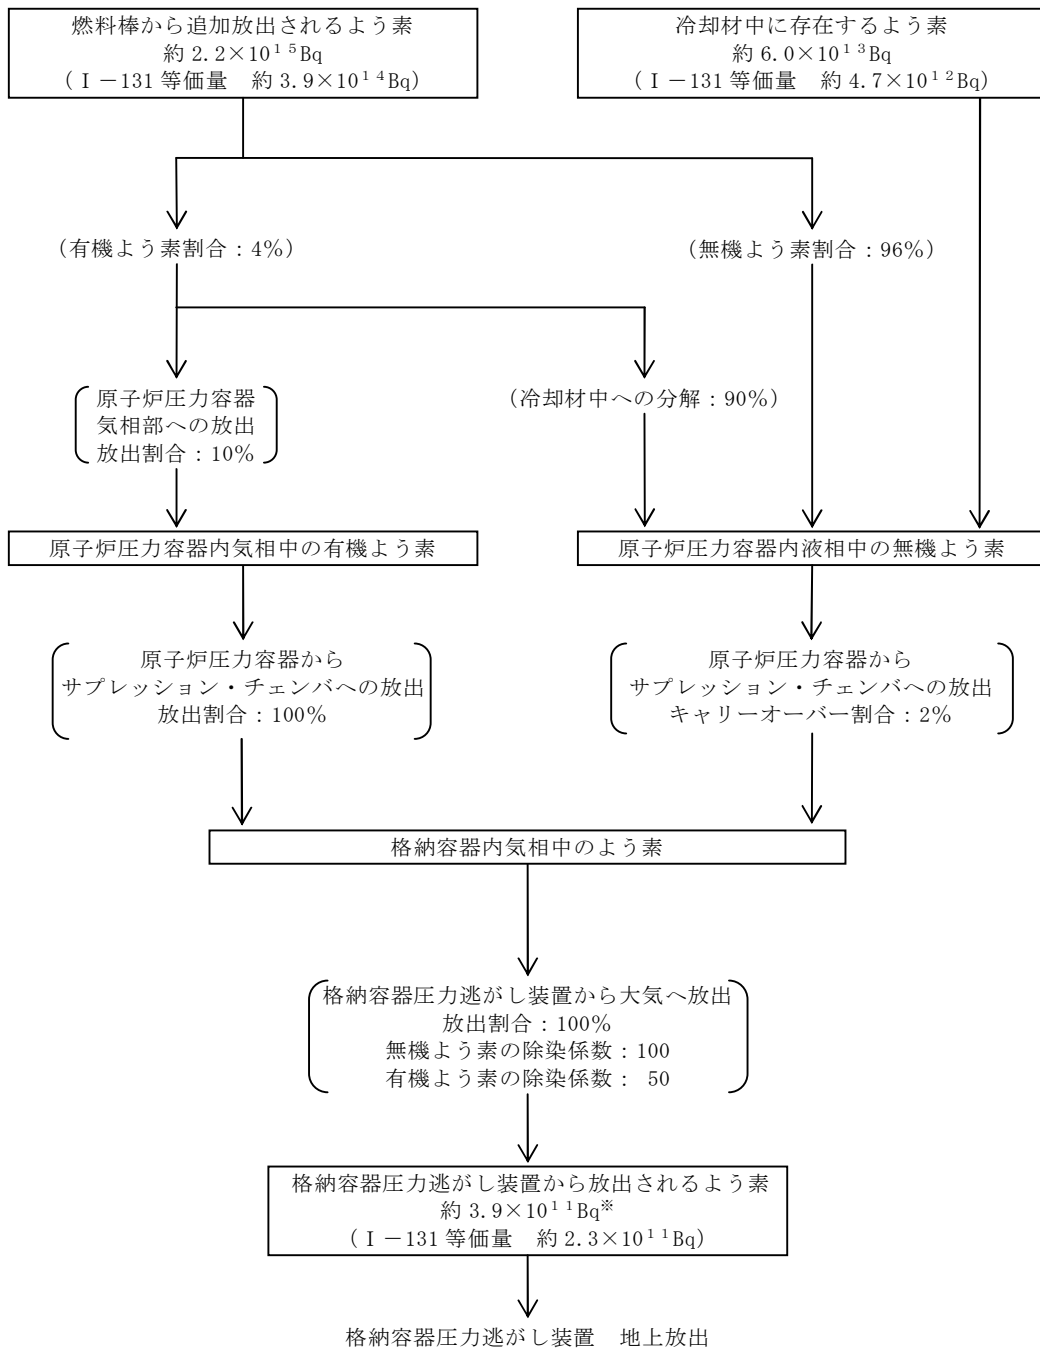 燃料棒から追加放出されるよう素
約 2.2×10¹⁵Bq
（Ｉ－131 等価量　約 3.9×10¹⁴Bq）
冷却材中に存在するよう素
約 6.0×10¹³Bq
（Ｉ－131 等価量　約 4.7×10¹²Bq）
（有機よう素割合：4%）
（無機よう素割合：96%）
原子炉圧力容器
気相部への放出
放出割合：10%
（冷却材中への分解：90%）
原子炉圧力容器内気相中の有機よう素
原子炉圧力容器内液相中の無機よう素
原子炉圧力容器から
サプレッション・チェンバへの放出
放出割合：100%
原子炉圧力容器から
サプレッション・チェンバへの放出
キャリーオーバー割合：2%
格納容器内気相中のよう素
格納容器圧力逃がし装置から大気へ放出
放出割合：100%
無機よう素の除染係数：100
有機よう素の除染係数： 50
格納容器圧力逃がし装置から放出されるよう素
約 3.9×10¹¹Bq※
（Ｉ－131 等価量　約 2.3×10¹¹Bq）
格納容器圧力逃がし装置　地上放出